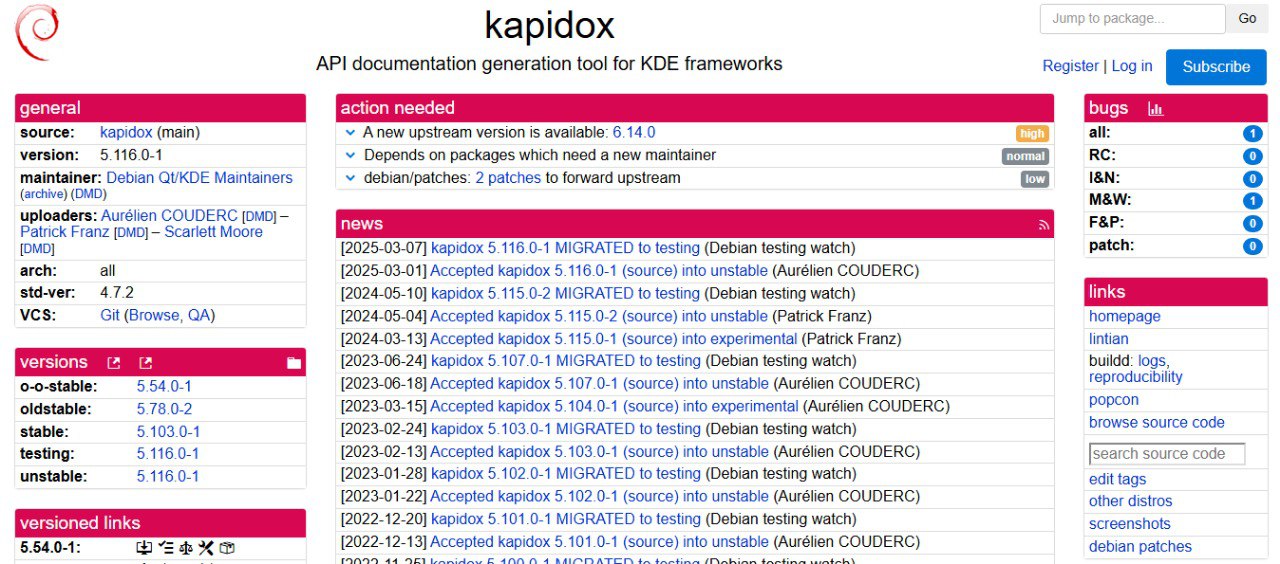 kapidox
API documentation generation tool for KDE frameworks
Jump to package...
Go
Register | Log in
Subscribe
general
source: kapidox (main)
version: 5.116.0-1
maintainer: Debian Qt/KDE Maintainers
(archive) (DMD)
uploaders: Aurélien COUDERC [DMD] –
Patrick Franz [DMD] – Scarlett Moore
[DMD]
arch: all
std-ver: 4.7.2
VCS: Git (Browse, QA)
versions
o-o-stable: 5.54.0-1
oldstable: 5.78.0-2
stable: 5.103.0-1
testing: 5.116.0-1
unstable: 5.116.0-1
versioned links
5.54.0-1:
action needed
A new upstream version is available: 6.14.0 high
Depends on packages which need a new maintainer normal
debian/patches: 2 patches to forward upstream low
news
[2025-03-07] kapidox 5.116.0-1 MIGRATED to testing (Debian testing watch)
[2025-03-01] Accepted kapidox 5.116.0-1 (source) into unstable (Aurélien COUDERC)
[2024-05-10] kapidox 5.115.0-2 MIGRATED to testing (Debian testing watch)
[2024-05-04] Accepted kapidox 5.115.0-2 (source) into unstable (Patrick Franz)
[2024-03-13] Accepted kapidox 5.115.0-1 (source) into experimental (Patrick Franz)
[2023-06-24] kapidox 5.107.0-1 MIGRATED to testing (Debian testing watch)
[2023-06-18] Accepted kapidox 5.107.0-1 (source) into unstable (Aurélien COUDERC)
[2023-03-15] Accepted kapidox 5.104.0-1 (source) into experimental (Aurélien COUDERC)
[2023-02-24] kapidox 5.103.0-1 MIGRATED to testing (Debian testing watch)
[2023-02-13] Accepted kapidox 5.103.0-1 (source) into unstable (Aurélien COUDERC)
[2023-01-28] kapidox 5.102.0-1 MIGRATED to testing (Debian testing watch)
[2023-01-22] Accepted kapidox 5.102.0-1 (source) into unstable (Aurélien COUDERC)
[2022-12-20] kapidox 5.101.0-1 MIGRATED to testing (Debian testing watch)
[2022-12-13] Accepted kapidox 5.101.0-1 (source) into unstable (Aurélien COUDERC)
[2022-11-25] kapidox 5.100.0-1 MIGRATED to testing (Debian testing watch)
bugs
all: 1
RC: 0
I&N: 0
M&W: 1
F&P: 0
patch: 0
links
homepage
lintian
buildd: logs,
reproducibility
popcon
browse source code
search source code
edit tags
other distros
screenshots
debian patches